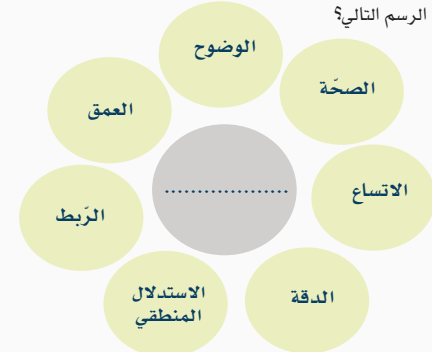 الرسم التالي؟
الوضوح
الصحّة
العمق
...................
الاتساع
الرّبط
الدقة
الاستدلال
المنطقي